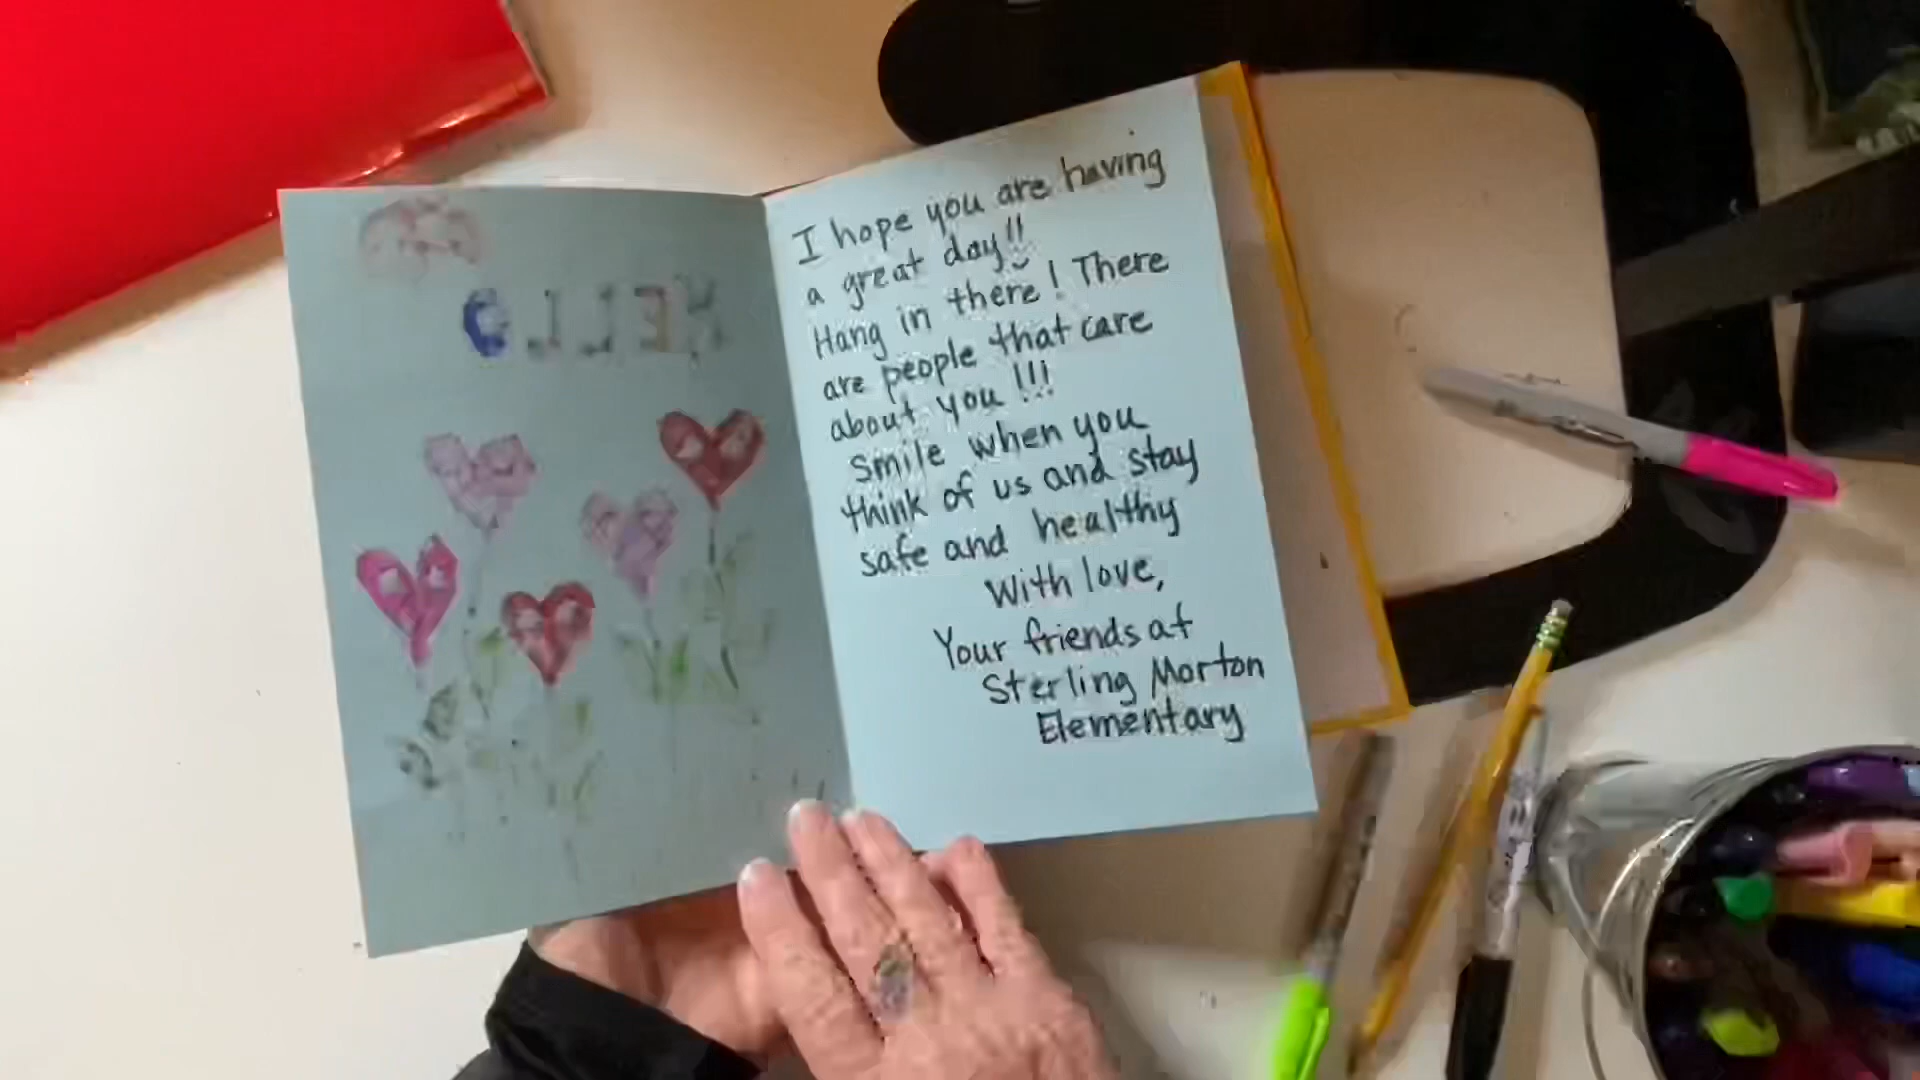 HELLO
I hope you are having
a great day!!
Hang in there! There
are people that care
about you!!!
Smile when you
think of us and stay
safe and healthy
With love,
Your friends at
Sterling Morton
Elementary